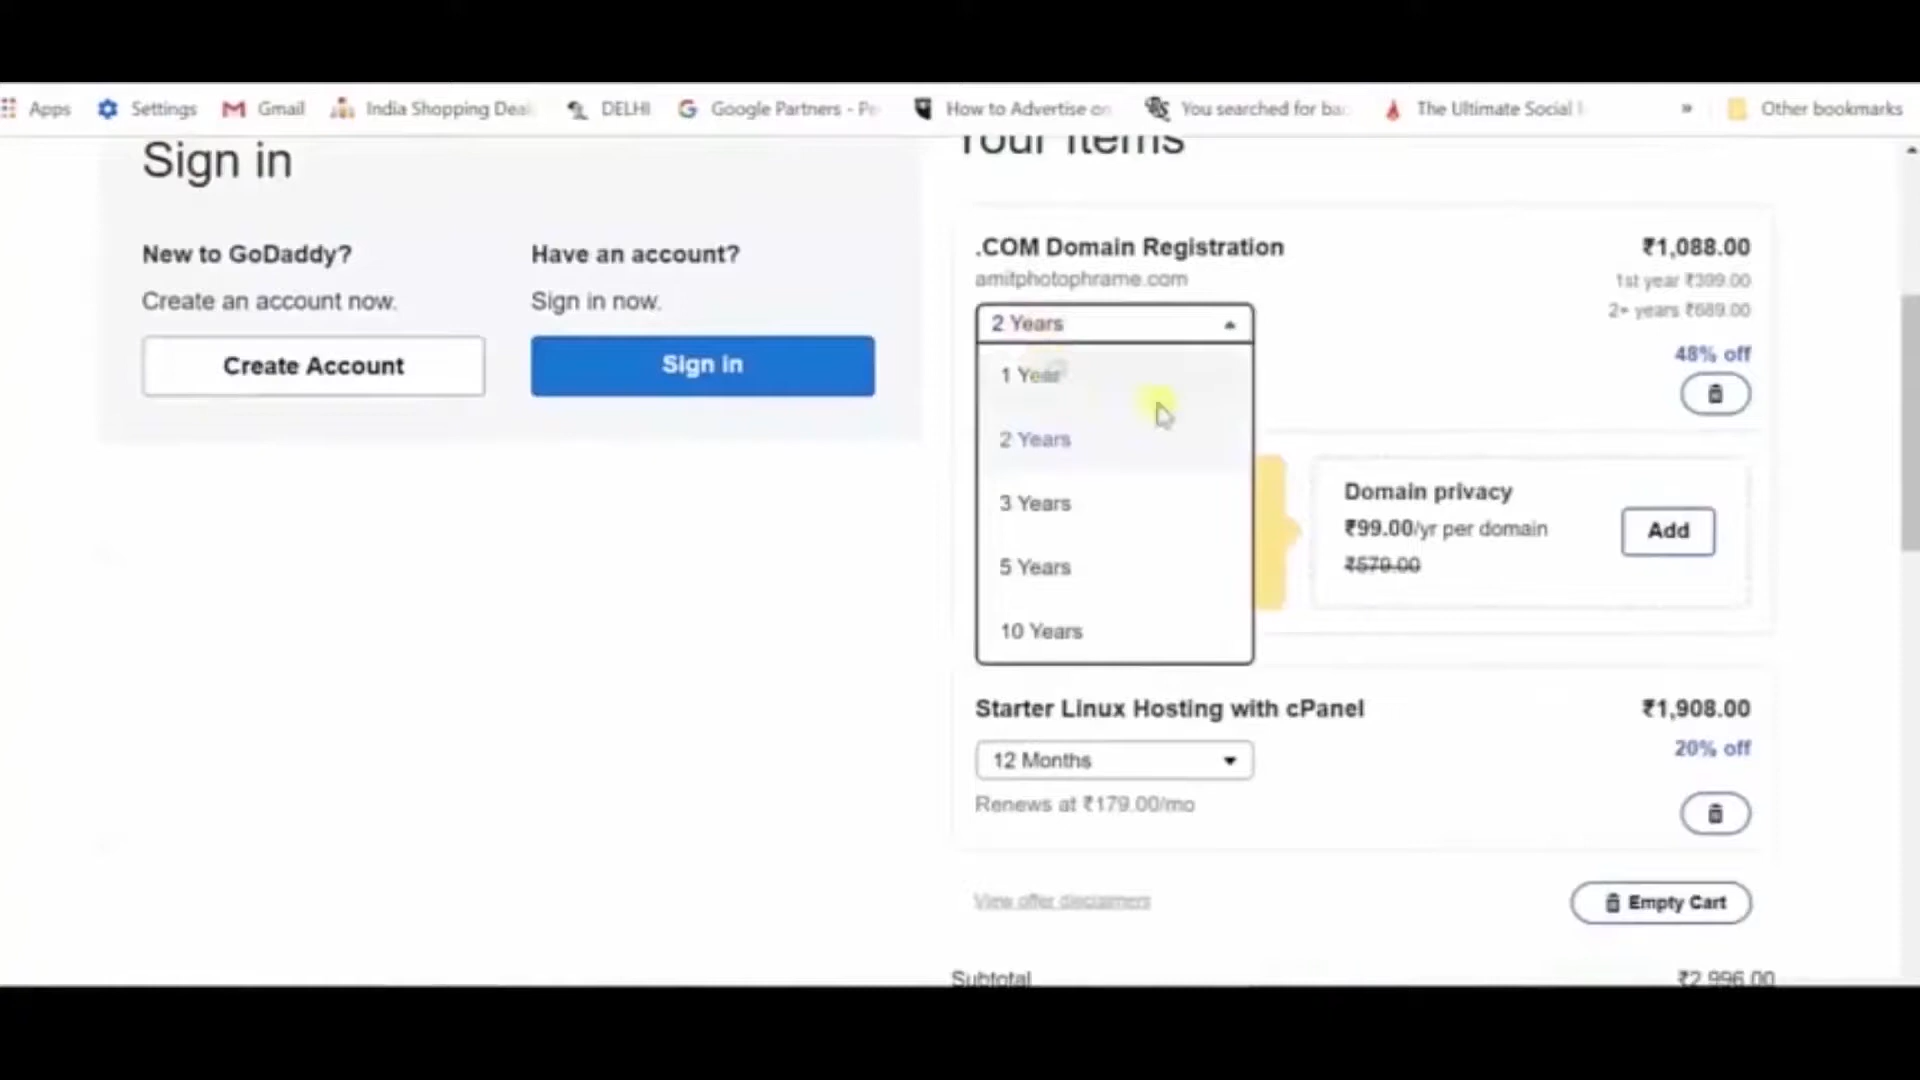 Apps Settings Gmail India Shopping Deal DELHI Google Partners - Pe How to Advertise on You searched for bac The Ultimate Social » Other bookmarks
Sign in
New to GoDaddy?
Create an account now.
Create Account
Have an account?
Sign in now.
Sign in
Your Items
.COM Domain Registration
amitphotophrame.com
₹1,088.00
1st year ₹399.00
2+ years ₹689.00
48% off
2 Years
1 Year
2 Years
3 Years
5 Years
10 Years
Domain privacy
₹99.00/yr per domain
₹579.00
Add
Starter Linux Hosting with cPanel
₹1,908.00
20% off
12 Months
Renews at ₹179.00/mo
View offer disclaimers
Empty Cart
Subtotal ₹2,996.00